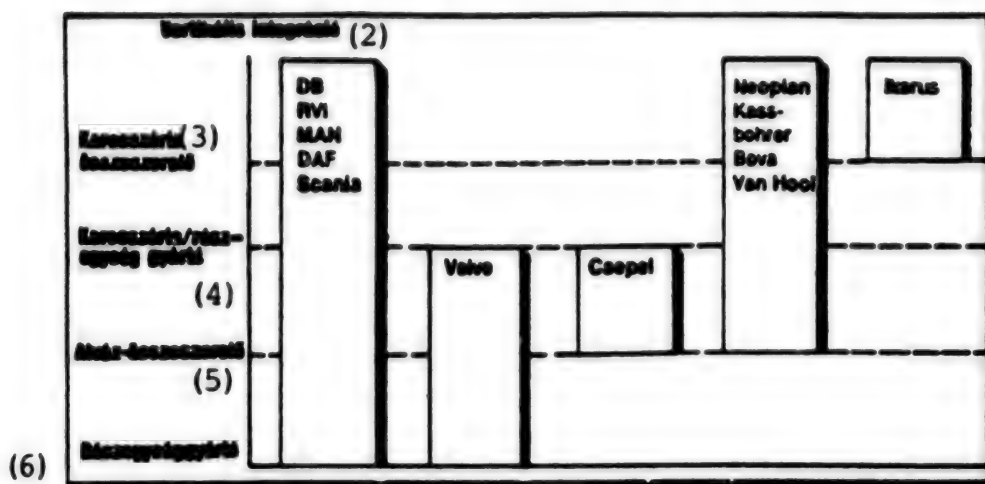 Vertikális integráció (2)
DB
RVI
MAN
DAF
Scania
Neoplan
Kass-
bohrer
Bova
Van Hool
Ikarus
Karosszéria (3)
összeszerelő
Karosszéria/rész-
egység gyártó
(4)
Volvo
Csepel
Alváz-összeszerelő
(5)
Részegységgyártó
(6)